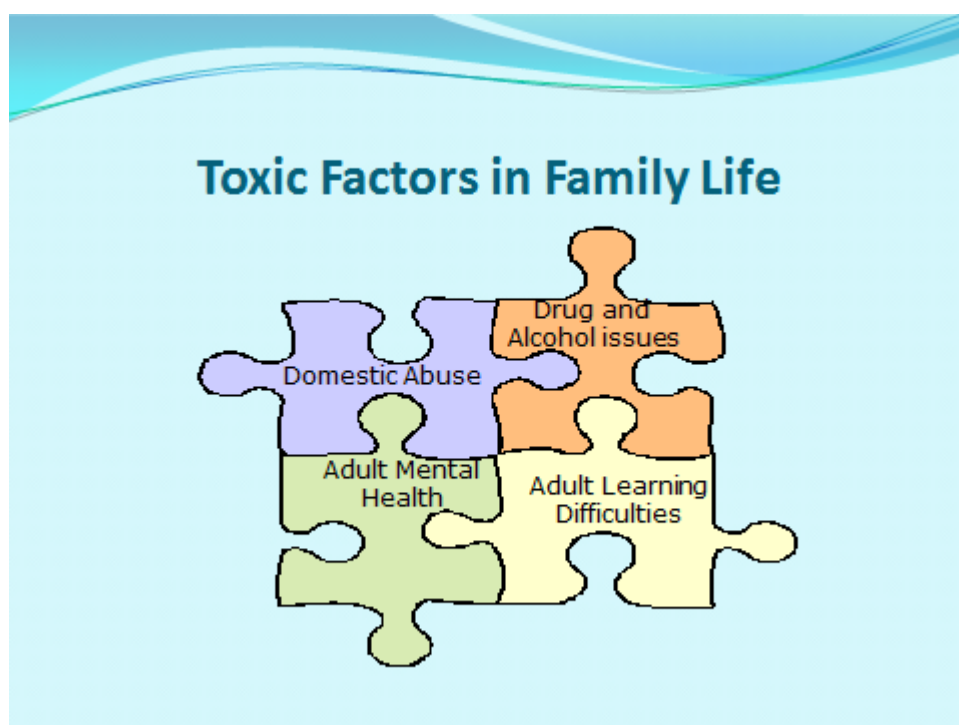 Toxic Factors in Family Life
Drug and
Alcohol issues
Domestic Abuse
Adult Mental
Health
Adult Learning
Difficulties